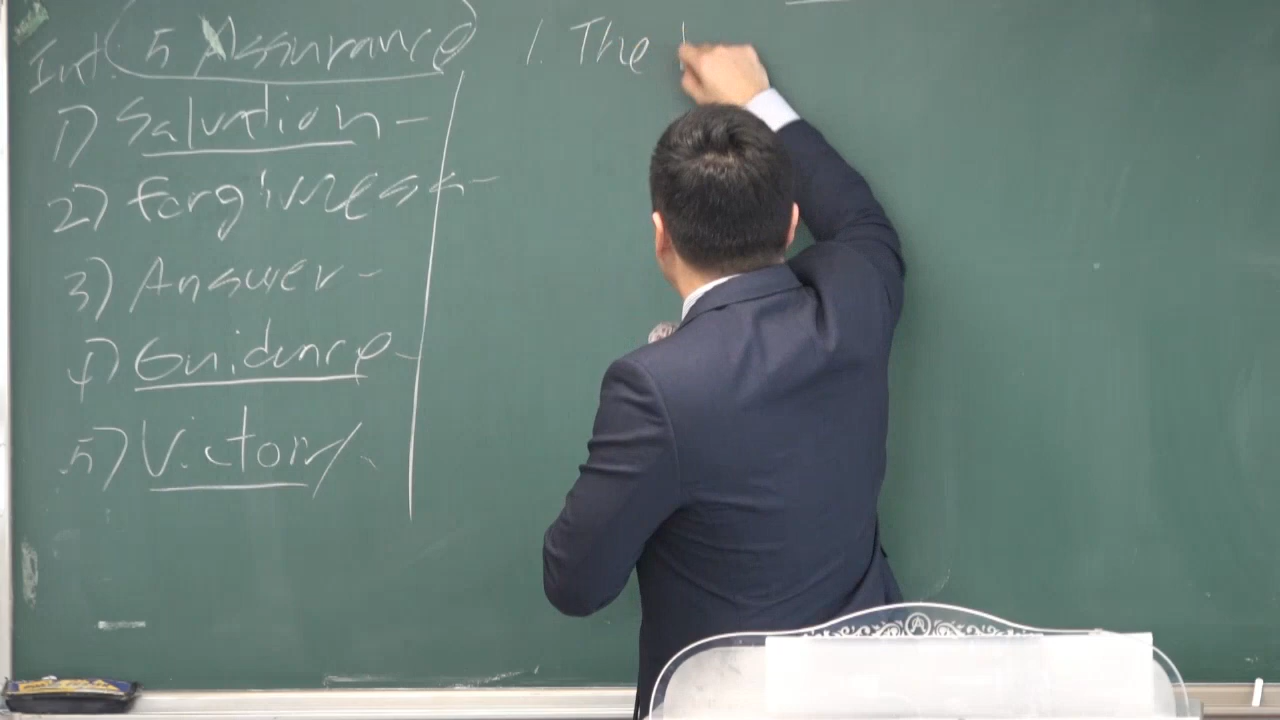 Int. 5 Assurance
1) Salvation -
2) Forgiveness -
3) Answer -
4) Guidance -
5) Victory
1. The